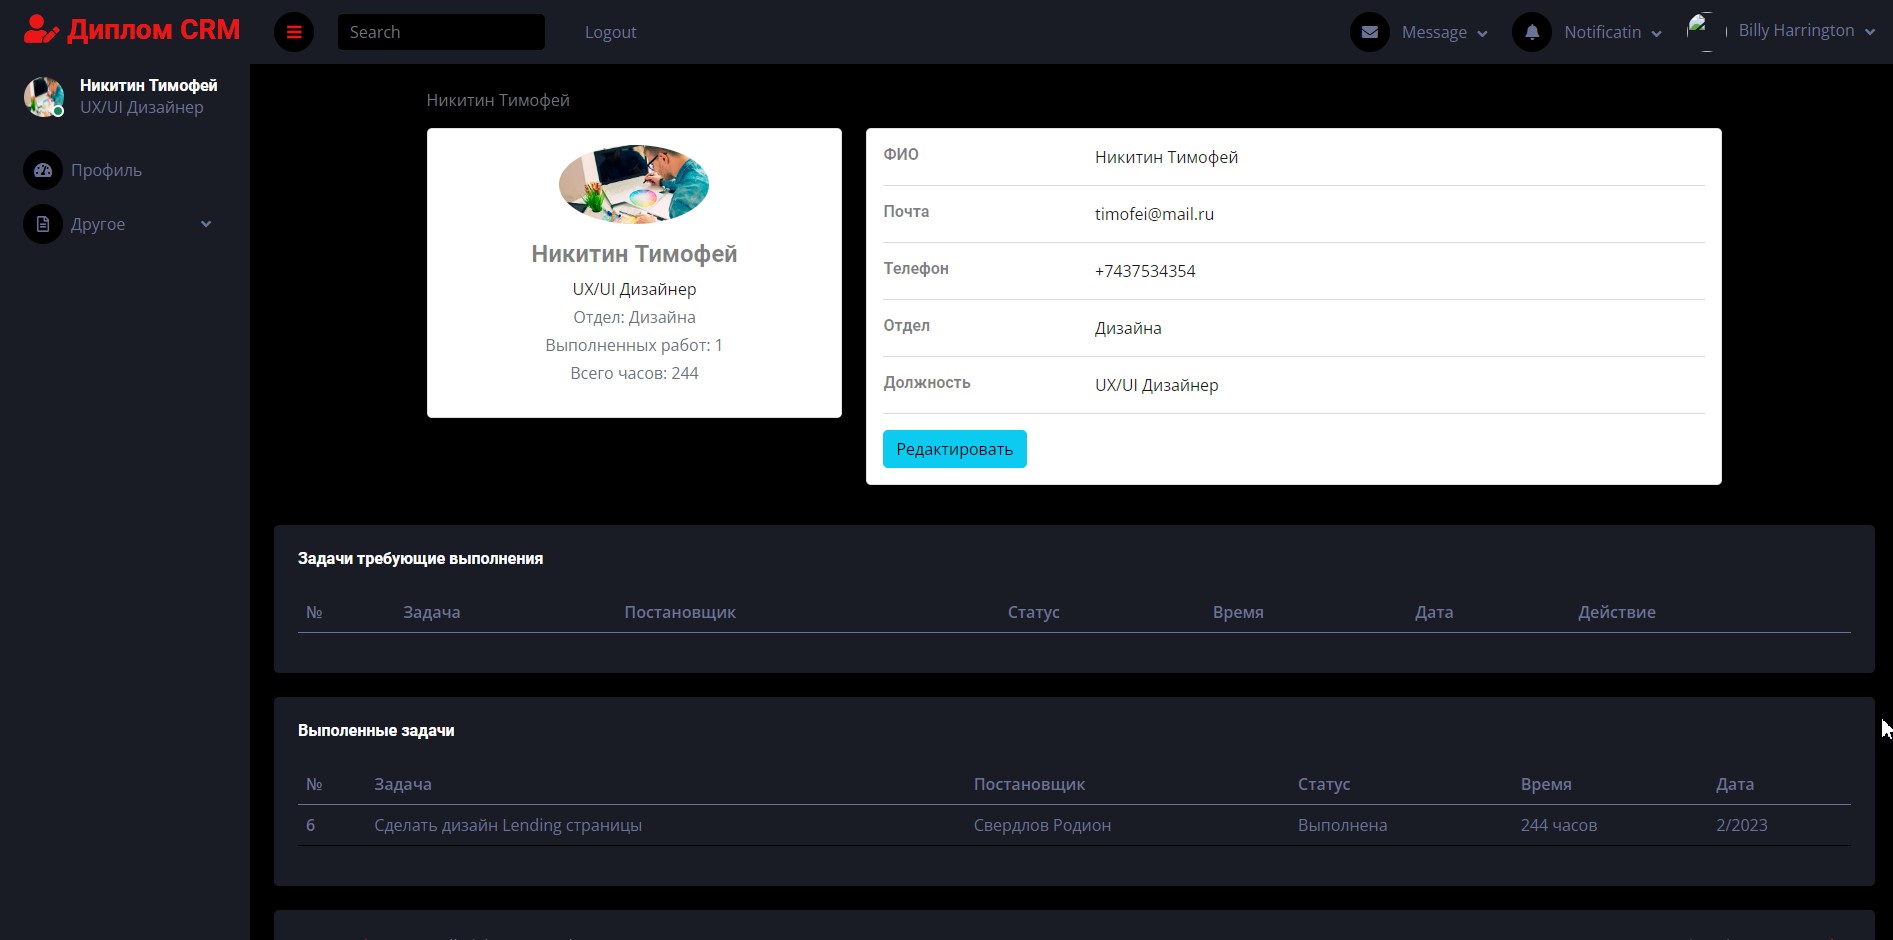 Диплом CRM
Search
Logout
Message
Notificatin
Billy Harrington
Никитин Тимофей
UX/UI Дизайнер
Профиль
Другое
Никитин Тимофей
Никитин Тимофей
UX/UI Дизайнер
Отдел: Дизайна
Выполненных работ: 1
Всего часов: 244
ФИО Никитин Тимофей
Почта timofei@mail.ru
Телефон +7437534354
Отдел Дизайна
Должность UX/UI Дизайнер
Редактировать
Задачи требующие выполнения
№ Задача Постановщик Статус Время Дата Действие
Выполенные задачи
№ Задача Постановщик Статус Время Дата
6 Сделать дизайн Lending страницы Свердлов Родион Выполнена 244 часов 2/2023